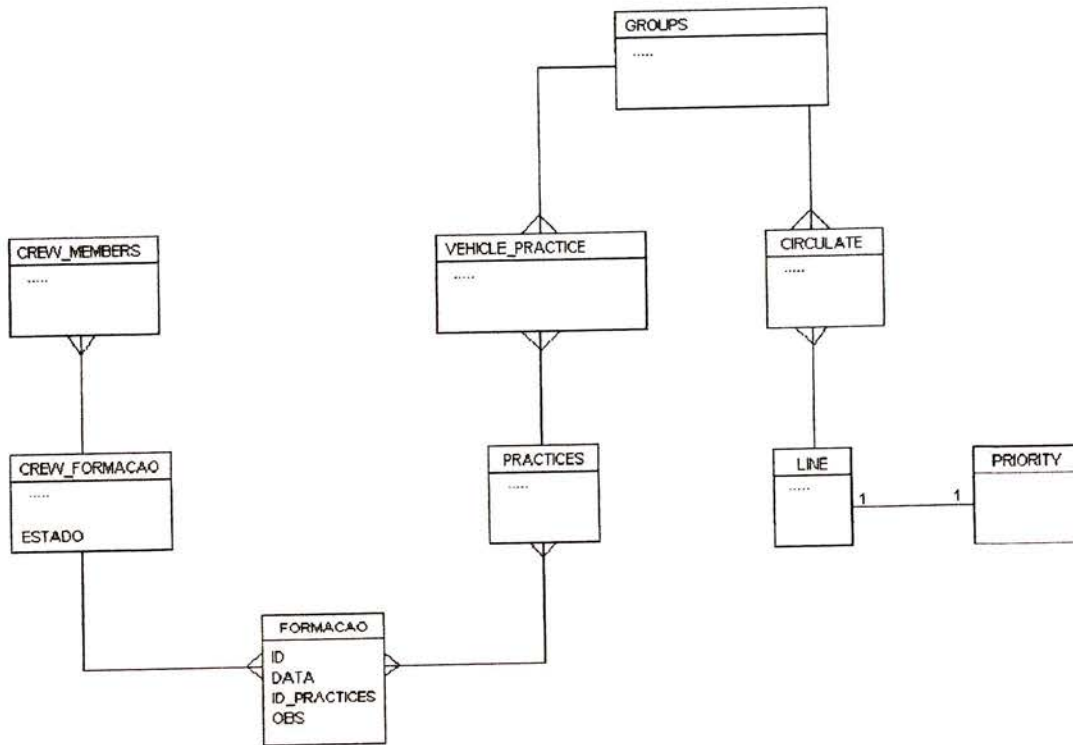 GROUPS
.....
CREW_MEMBERS
.....
VEHICLE_PRACTICE
.....
CIRCULATE
.....
CREW_FORMACAO
.....
ESTADO
PRACTICES
.....
LINE
.....
PRIORITY
1
1
FORMACAO
ID
DATA
ID_PRACTICES
OBS